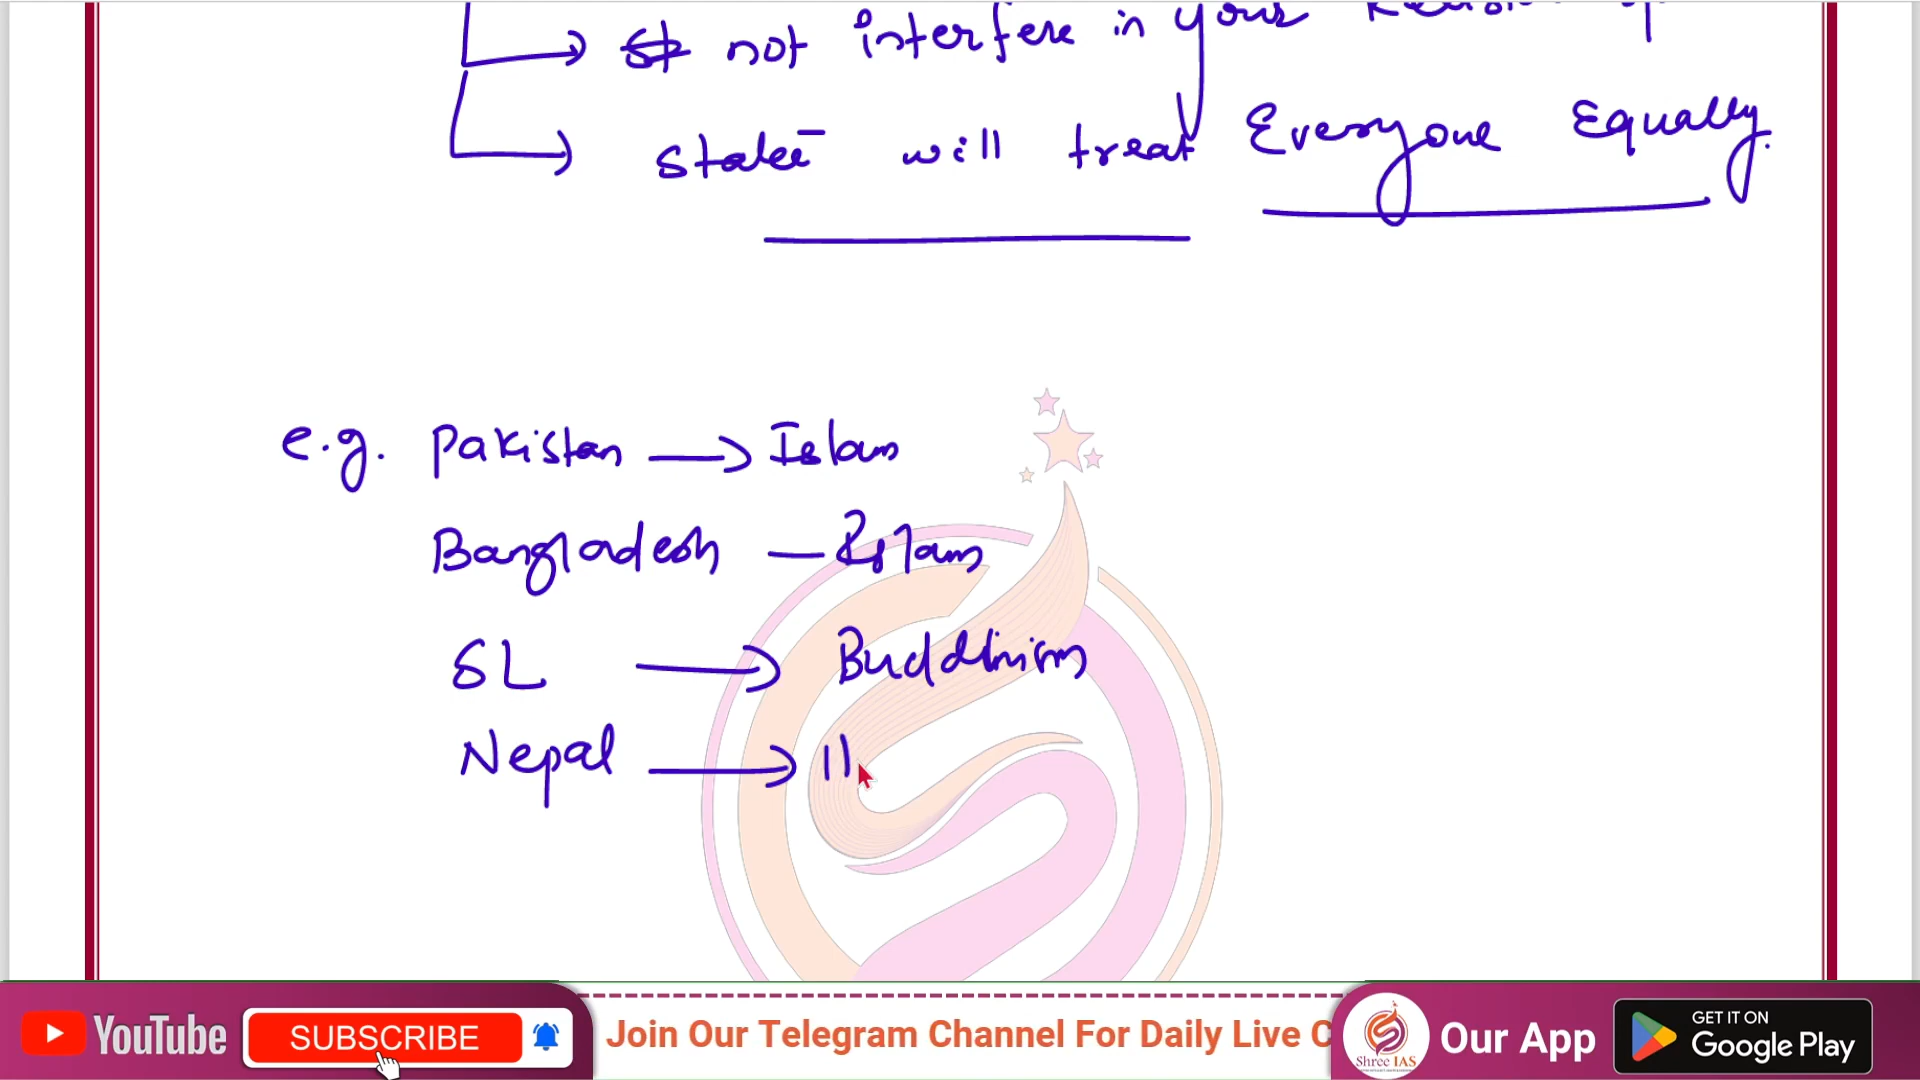 not interfere in your
State will treat Everyone Equally.
e.g. Pakistan → Islam
Bangladesh – Islam
SL → Buddhism
Nepal →
YouTube
SUBSCRIBE
Join Our Telegram Channel For Daily Live C
Shree IAS
Our App
GET IT ON
Google Play